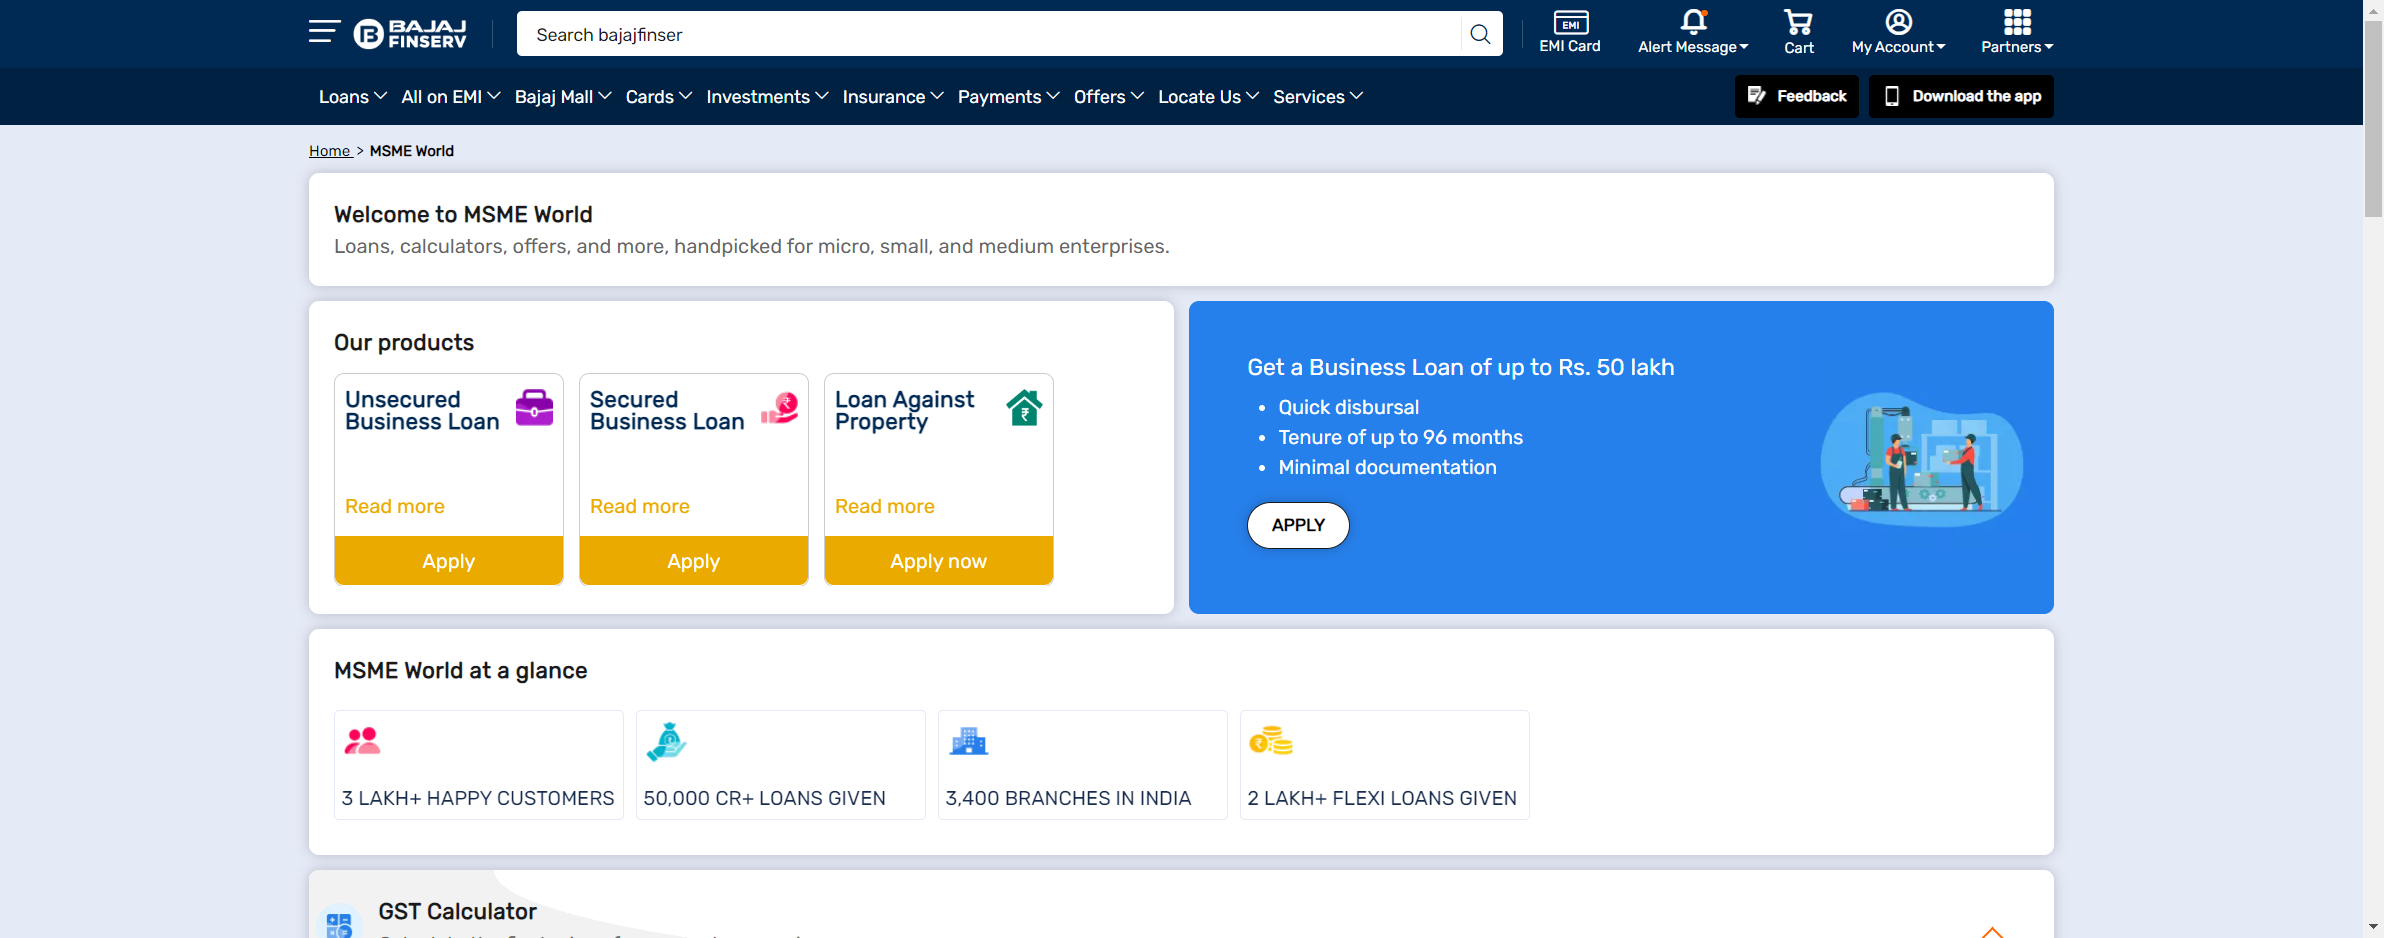 BAJAJ
FINSERV
Search bajajfinser
EMI
EMI Card
Alert Message
Cart
My Account
Partners
Loans
All on EMI
Bajaj Mall
Cards
Investments
Insurance
Payments
Offers
Locate Us
Services
Feedback
Download the app
Home > MSME World
Welcome to MSME World
Loans, calculators, offers, and more, handpicked for micro, small, and medium enterprises.
Our products
Unsecured
Business Loan
Read more
Apply
Secured
Business Loan
Read more
Apply
Loan Against
Property
Read more
Apply now
Get a Business Loan of up to Rs. 50 lakh
• Quick disbursal
• Tenure of up to 96 months
• Minimal documentation
APPLY
MSME World at a glance
3 LAKH+ HAPPY CUSTOMERS
50,000 CR+ LOANS GIVEN
3,400 BRANCHES IN INDIA
2 LAKH+ FLEXI LOANS GIVEN
GST Calculator